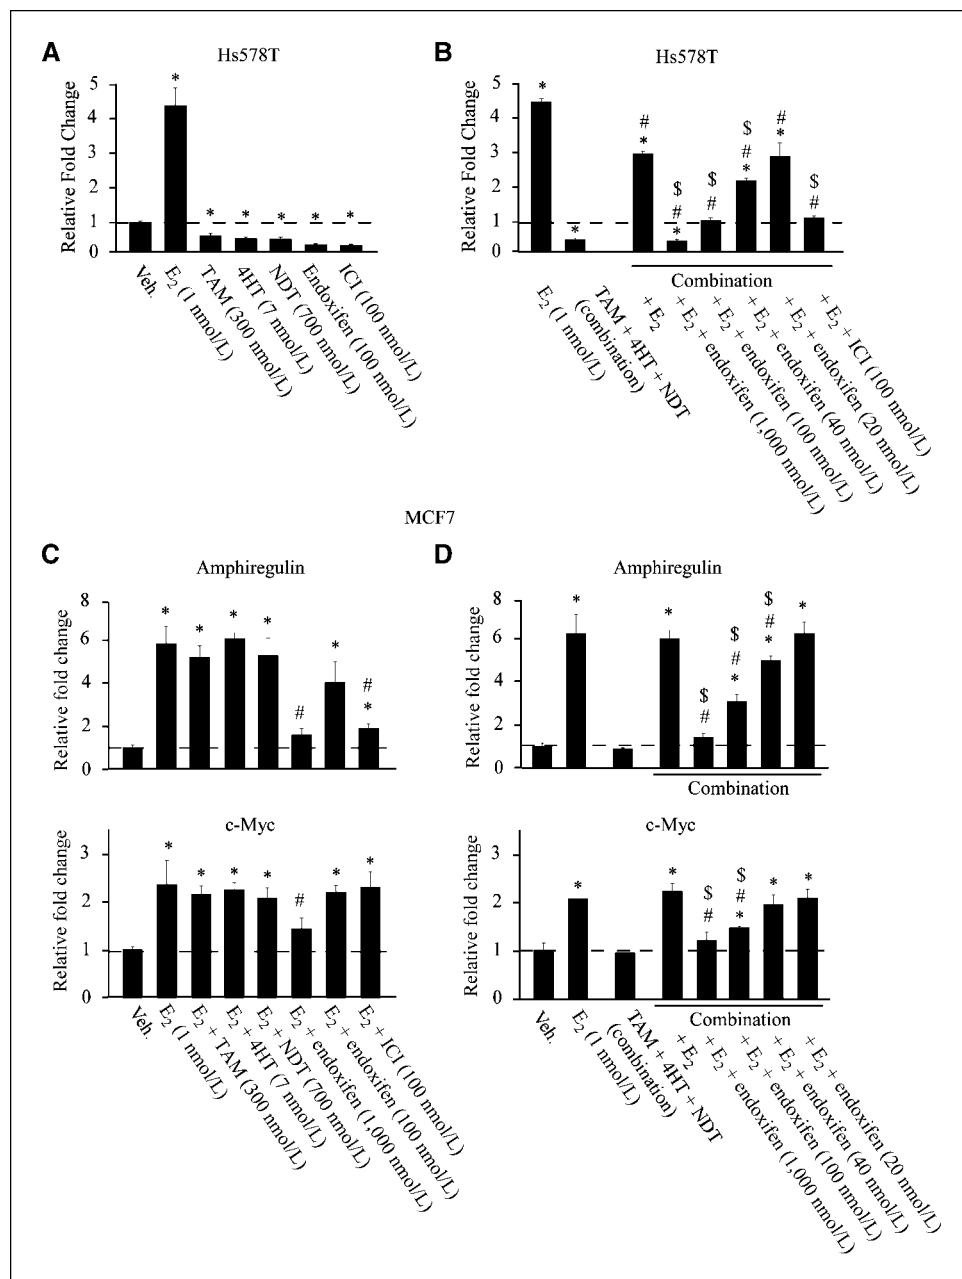 A
Hs578T
Relative Fold Change
5
4
3
2
1
0
*
* * * * *
Veh.
E2 (1 nmol/L)
TAM (300 nmol/L)
4HT (7 nmol/L)
NDT (700 nmol/L)
Endoxifen (100 nmol/L)
ICI (100 nmol/L)
B
Hs578T
Relative Fold Change
5
4
3
2
1
0
*
*
# *
$ # *
$ #
$ # *
# *
$ #
Combination
E2 (1 nmol/L)
TAM + 4HT + NDT
(combination)
+ E2
+ E2 + endoxifen (1,000 nmol/L)
+ E2 + endoxifen (100 nmol/L)
+ E2 + endoxifen (40 nmol/L)
+ E2 + endoxifen (20 nmol/L)
+ E2 + ICI (100 nmol/L)
MCF7
C
Amphiregulin
Relative fold change
8
6
4
2
0
* * * *
#
*
# *
c-Myc
Relative fold change
3
2
1
0
* * * *
#
* *
Veh.
E2 (1 nmol/L)
E2 + TAM (300 nmol/L)
E2 + 4HT (7 nmol/L)
E2 + NDT (700 nmol/L)
E2 + endoxifen (1,000 nmol/L)
E2 + endoxifen (100 nmol/L)
E2 + ICI (100 nmol/L)
D
Amphiregulin
Relative fold change
8
6
4
2
0
*
*
$ #
$ # *
$ # *
*
Combination
c-Myc
Relative fold change
3
2
1
0
*
*
$ #
$ # *
*
*
Combination
Veh.
E2 (1 nmol/L)
TAM + 4HT + NDT
(combination)
+ E2
+ E2 + endoxifen (1,000 nmol/L)
+ E2 + endoxifen (100 nmol/L)
+ E2 + endoxifen (40 nmol/L)
+ E2 + endoxifen (20 nmol/L)